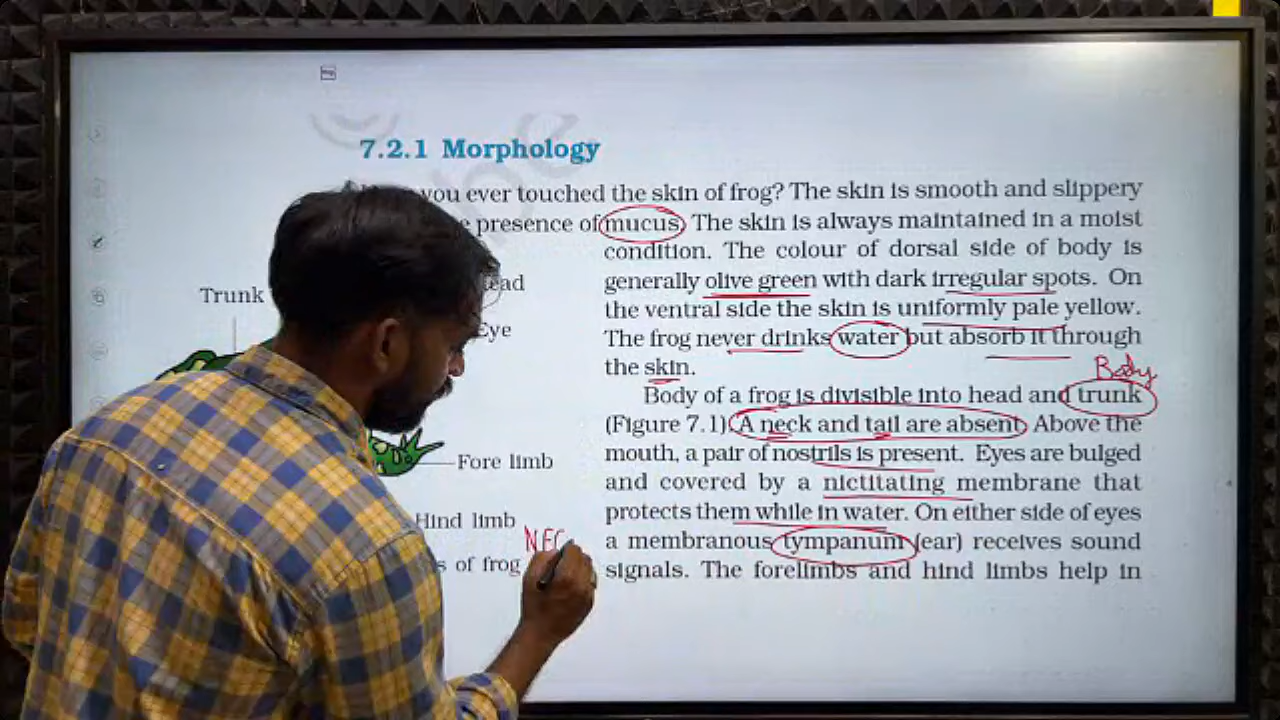 7.2.1 Morphology
you ever touched the skin of frog? The skin is smooth and slippery
presence of mucus. The skin is always maintained in a moist
condition. The colour of dorsal side of body is
generally olive green with dark irregular spots. On
the ventral side the skin is uniformly pale yellow.
The frog never drinks water but absorb it through
the skin.
Body
Body of a frog is divisible into head and trunk
(Figure 7.1). A neck and tail are absent. Above the
mouth, a pair of nostrils is present. Eyes are bulged
and covered by a nictitating membrane that
protects them while in water. On either side of eyes
a membranous tympanum (ear) receives sound
signals. The forelimbs and hind limbs help in
Trunk
Eye
Fore limb
Hind limb
NEC
of frog